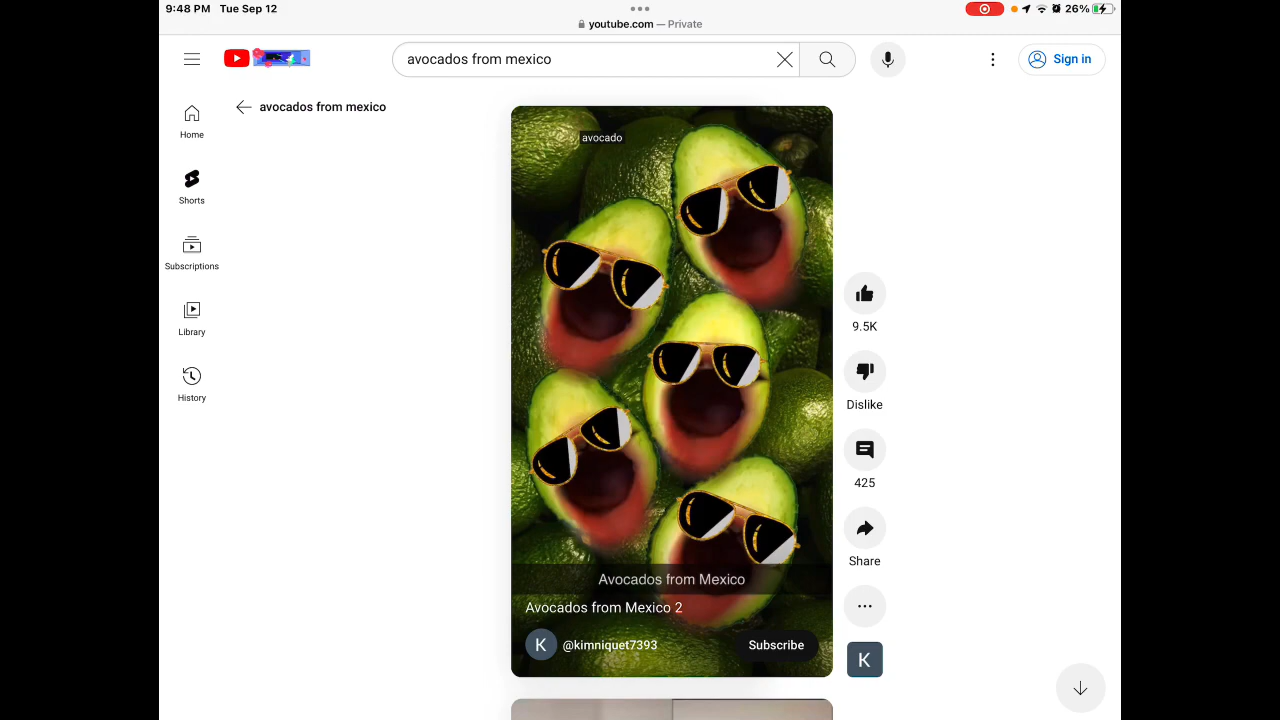 9:48 PM Tue Sep 12
26%
youtube.com — Private
avocados from mexico
Sign in
avocados from mexico
Home
Shorts
Subscriptions
Library
History
avocado
9.5K
Dislike
425
Share
Avocados from Mexico
Avocados from Mexico 2
K @kimniquet7393 Subscribe
K